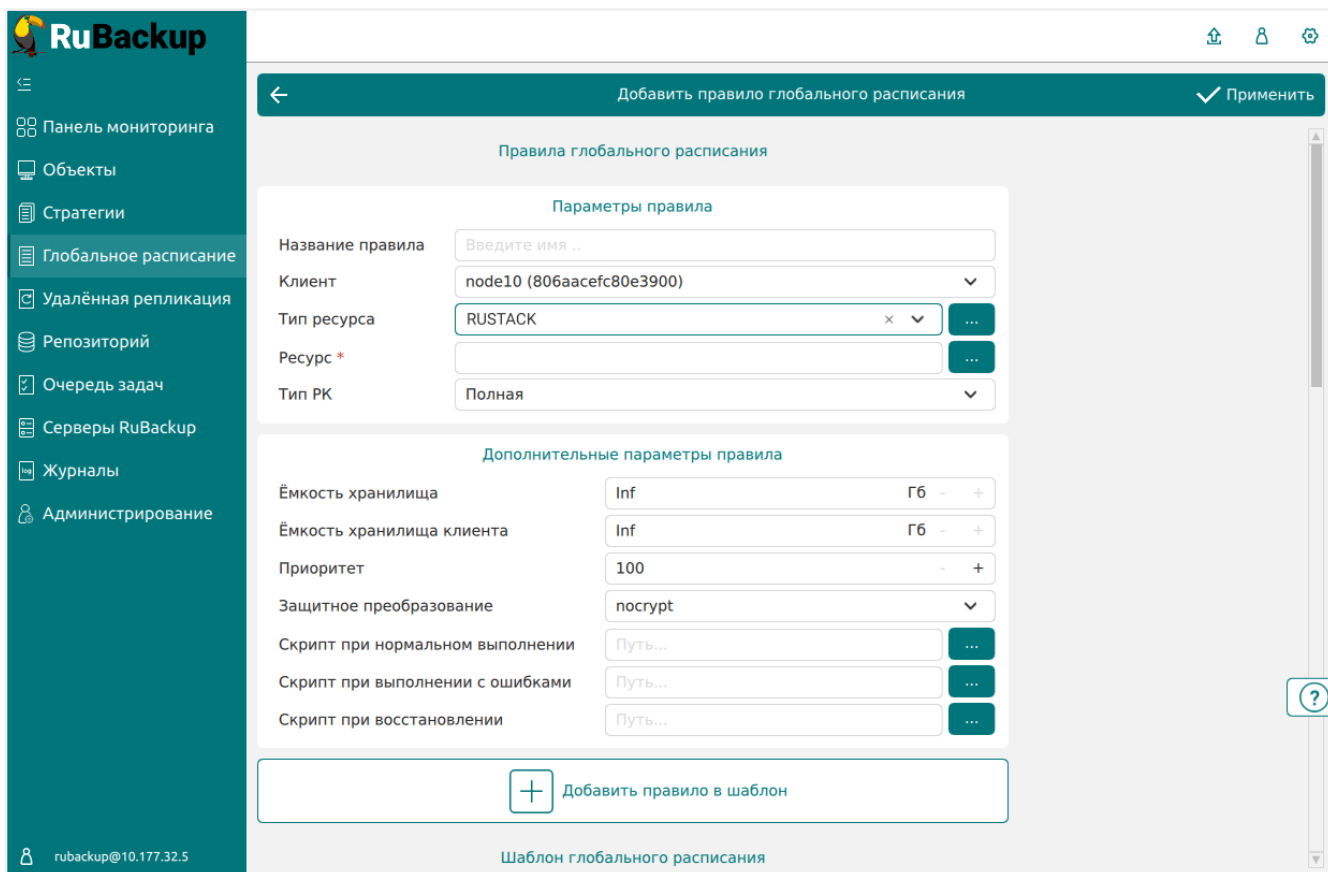 RuBackup
Панель мониторинга
Объекты
Стратегии
Глобальное расписание
Удалённая репликация
Репозиторий
Очередь задач
Серверы RuBackup
Журналы
Администрирование
rubackup@10.177.32.5
Добавить правило глобального расписания
Применить
Правила глобального расписания
Параметры правила
Название правила Введите имя ..
Клиент node10 (806aacefc80e3900)
Тип ресурса RUSTACK × ...
Ресурс * ...
Тип РК Полная
Дополнительные параметры правила
Ёмкость хранилища Inf Гб - +
Ёмкость хранилища клиента Inf Гб - +
Приоритет 100 - +
Защитное преобразование nocrypt
Скрипт при нормальном выполнении Путь... ...
Скрипт при выполнении с ошибками Путь... ...
Скрипт при восстановлении Путь... ...
Добавить правило в шаблон
Шаблон глобального расписания
?